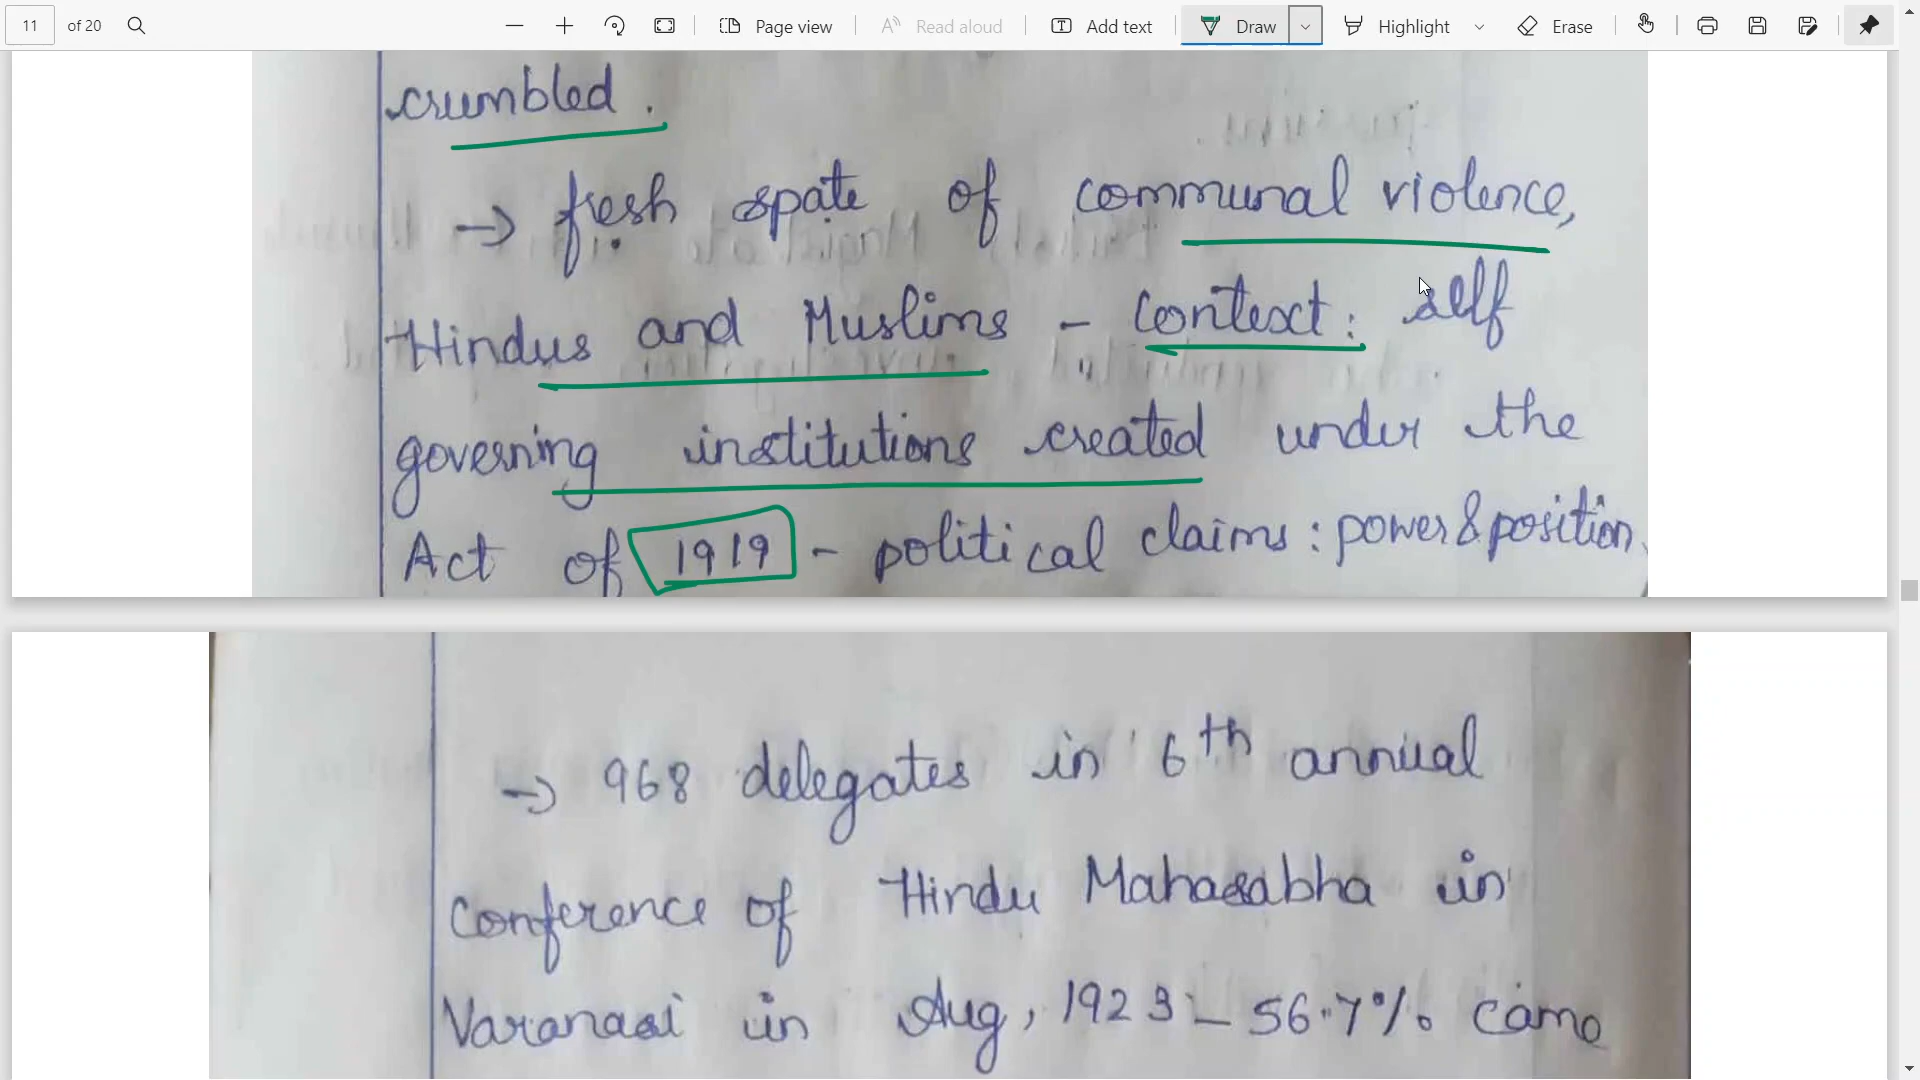 11 of 20 Page view Read aloud Add text Draw Highlight Erase
crumbled.
→ fresh spate of communal violence,
Hindus and Muslims - Context: self
governing institutions created under the
Act of 1919 - political claims: power & position
→ 968 delegates in 6th annual
Conference of Hindu Mahasabha in
Varanasi in Aug, 1923 - 56.7% came